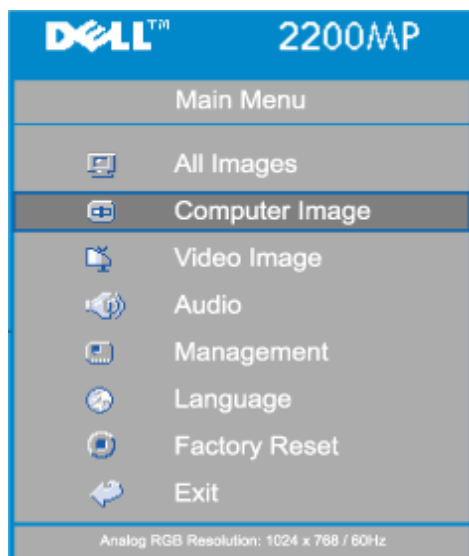 DELL™ 2200MP
Main Menu
All Images
Computer Image
Video Image
Audio
Management
Language
Factory Reset
Exit
Analog RGB Resolution: 1024 x 768 / 60Hz